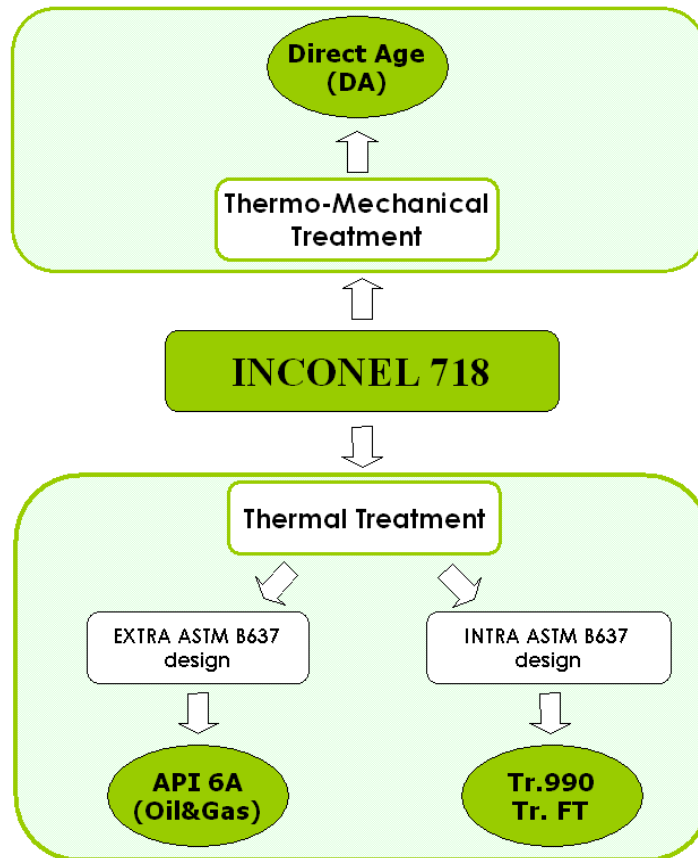 Direct Age
(DA)
Thermo-Mechanical
Treatment
INCONEL 718
Thermal Treatment
EXTRA ASTM B637
design
INTRA ASTM B637
design
API 6A
(Oil&Gas)
Tr.990
Tr. FT